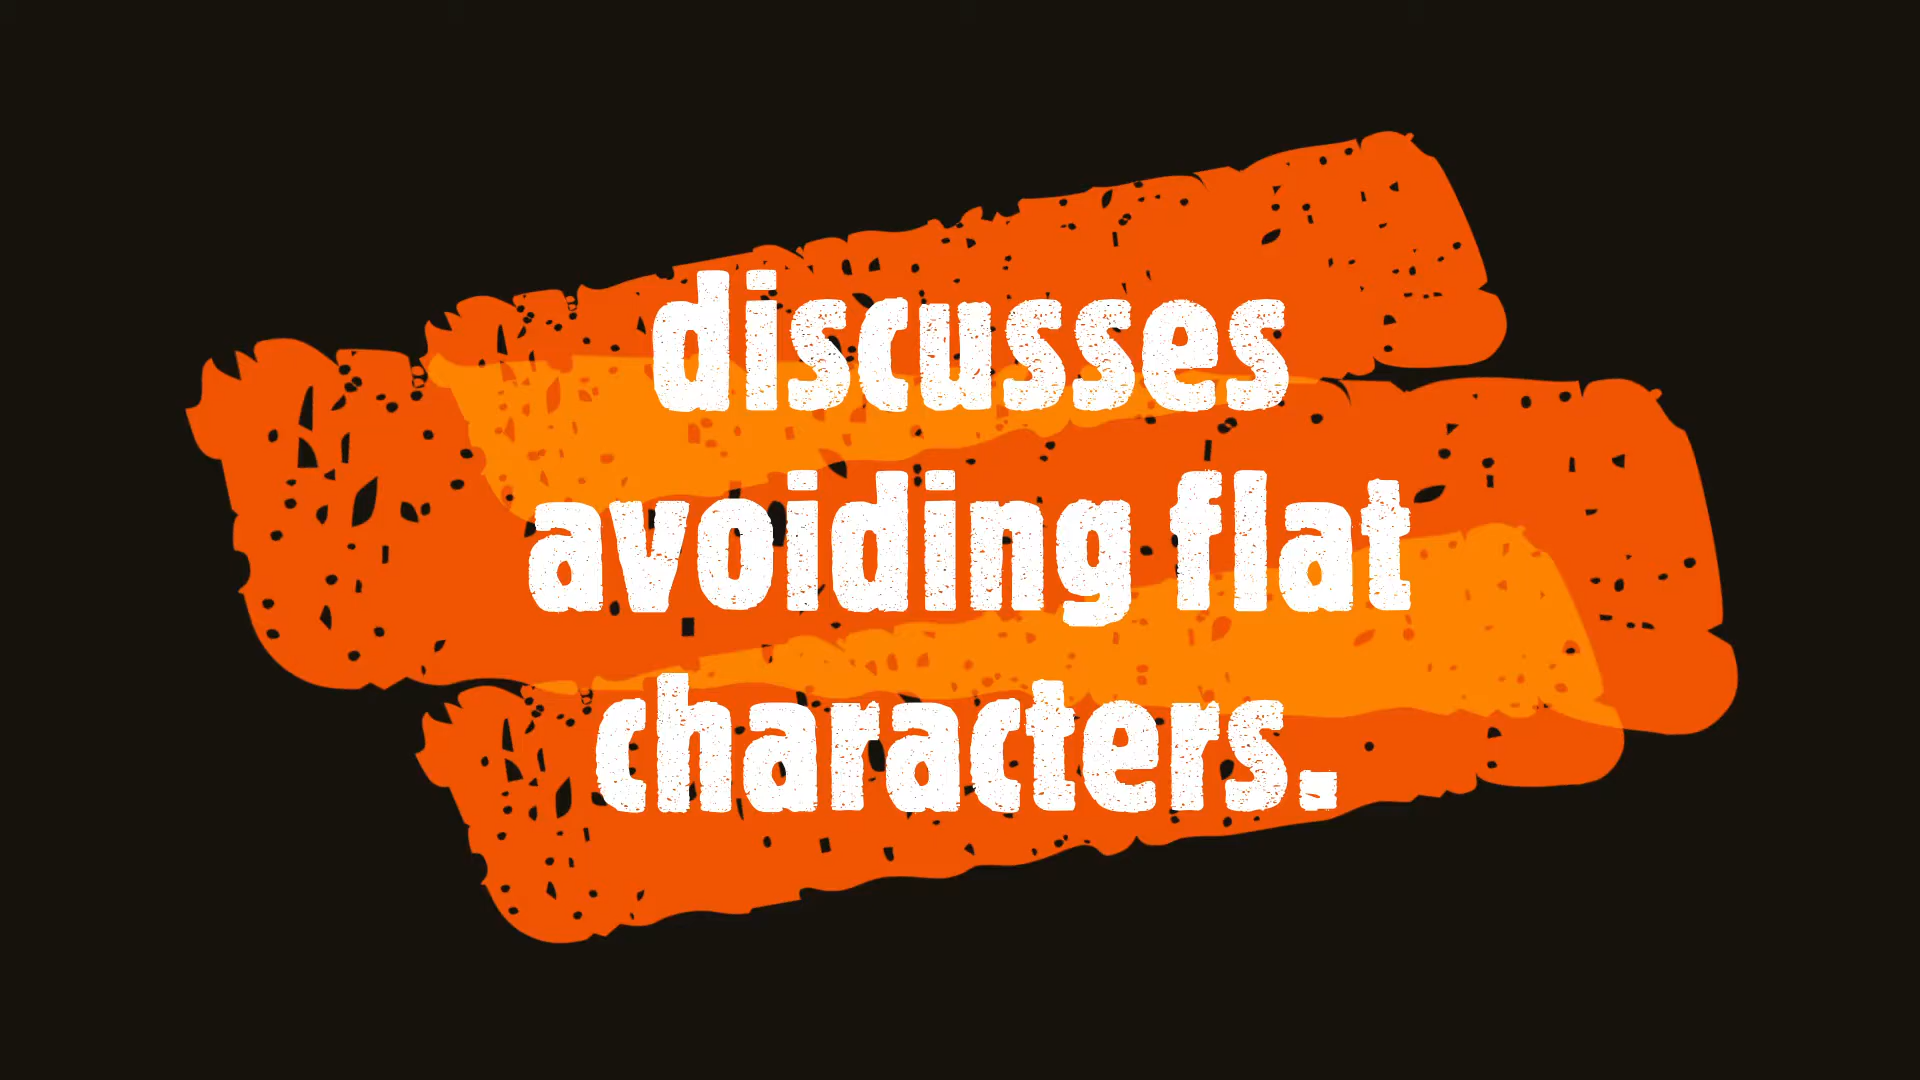 discusses
avoiding flat
characters.